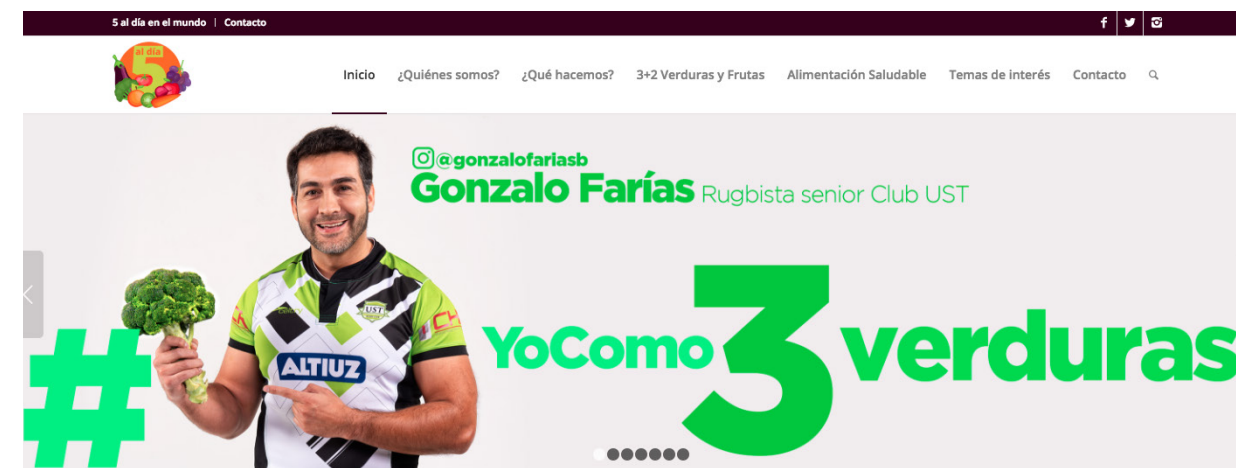 5 al día en el mundo | Contacto
al día
5
Inicio ¿Quiénes somos? ¿Qué hacemos? 3+2 Verduras y Frutas Alimentación Saludable Temas de interés Contacto
@gonzalofariasb
Gonzalo Farías Rugbista senior Club UST
UST
CH
ALTIUZ
#YoComo3verduras